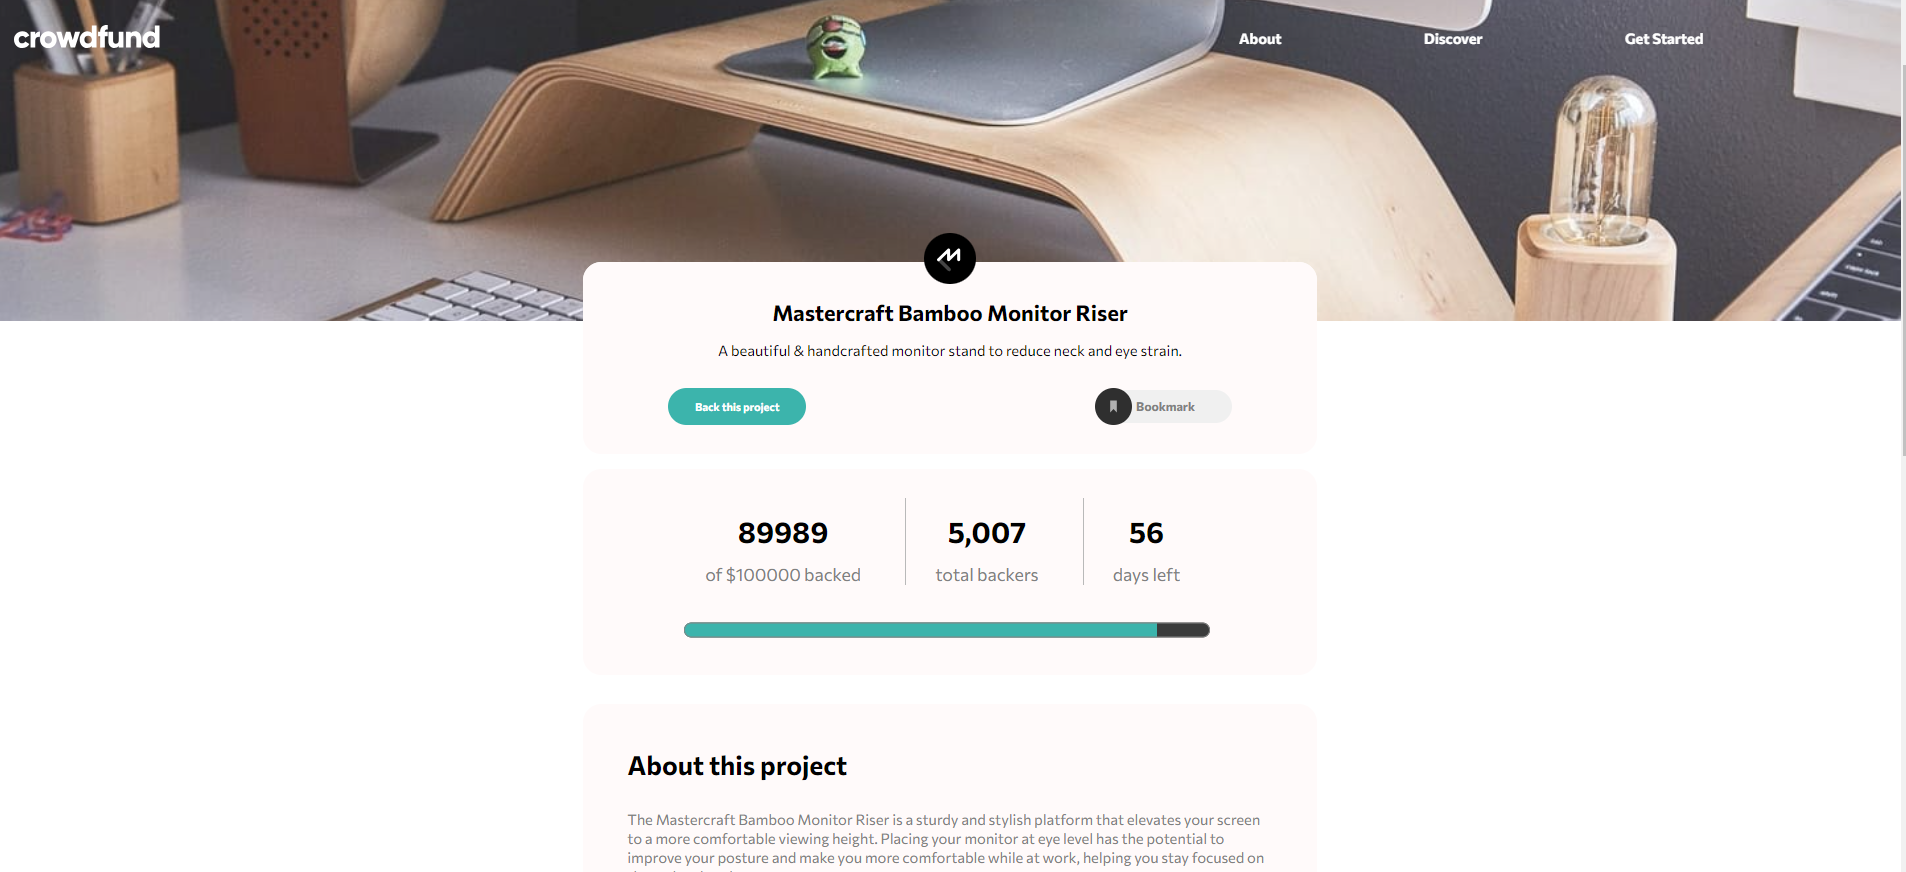 crowdfund
About
Discover
Get Started
Mastercraft Bamboo Monitor Riser
A beautiful & handcrafted monitor stand to reduce neck and eye strain.
Back this project
Bookmark
89989
of $100000 backed
5,007
total backers
56
days left
About this project
The Mastercraft Bamboo Monitor Riser is a sturdy and stylish platform that elevates your screen
to a more comfortable viewing height. Placing your monitor at eye level has the potential to
improve your posture and make you more comfortable while at work, helping you stay focused on